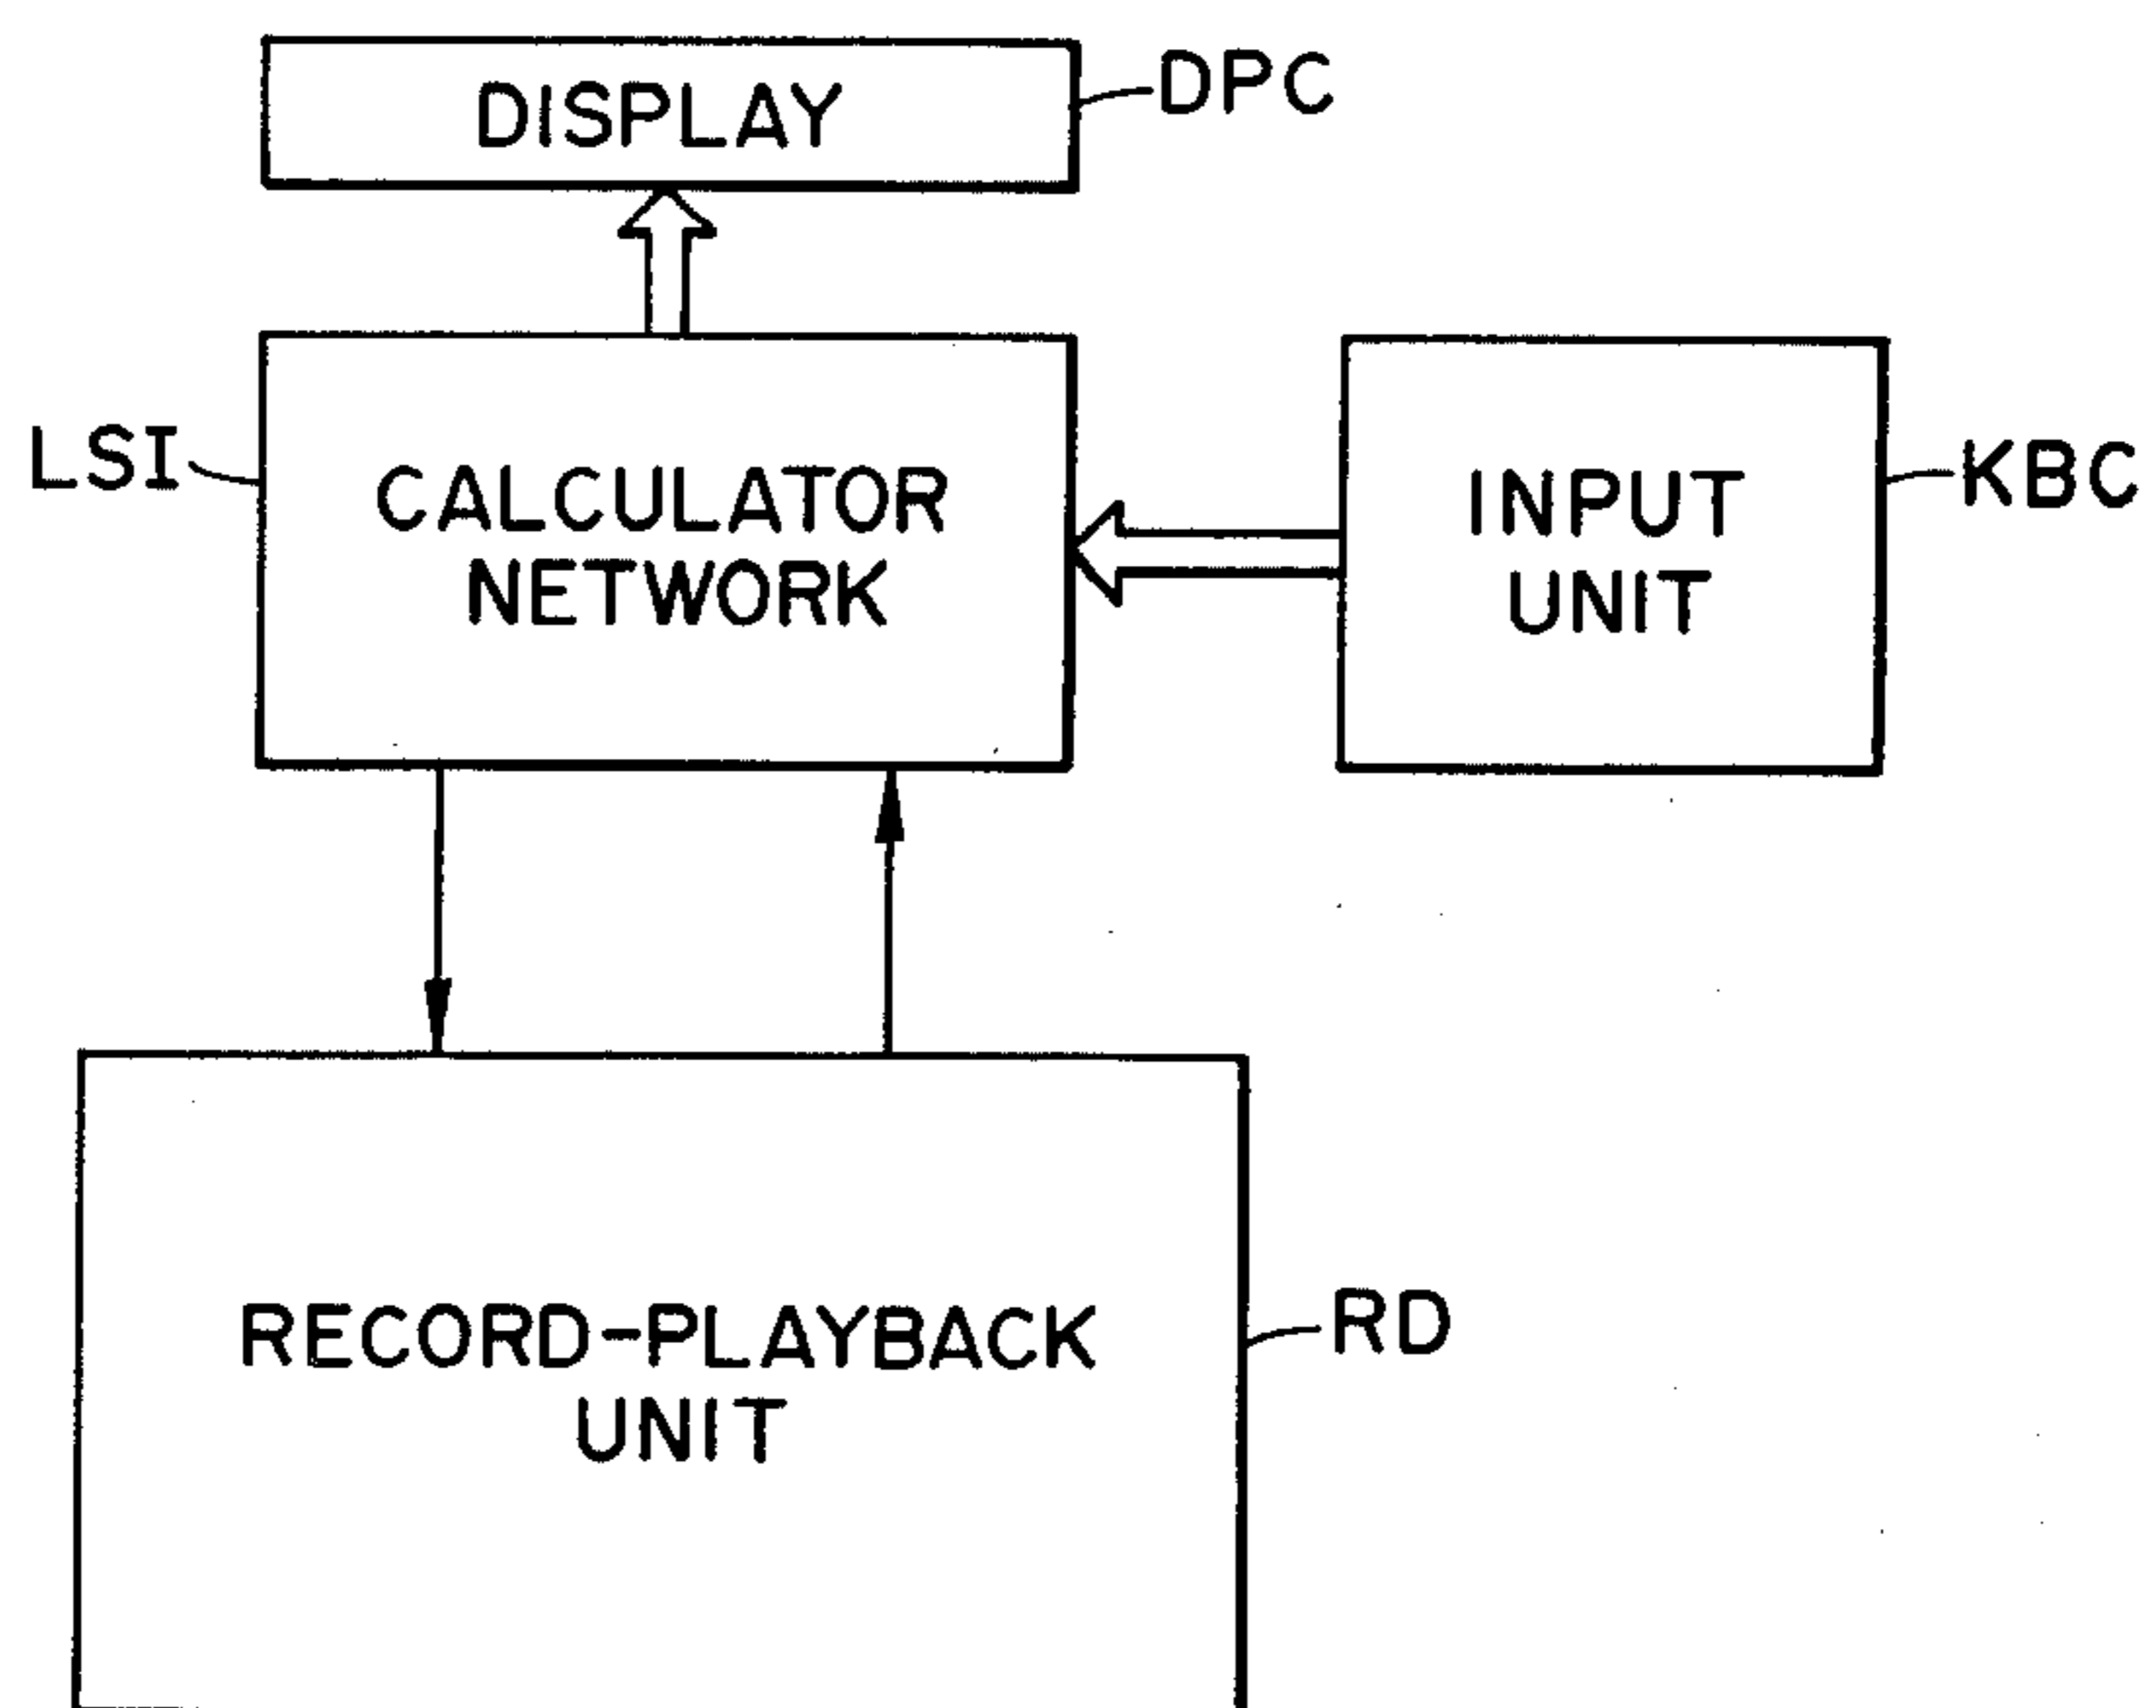 DISPLAY
DPC
LSI
CALCULATOR
NETWORK
INPUT
UNIT
KBC
RECORD-PLAYBACK
UNIT
RD